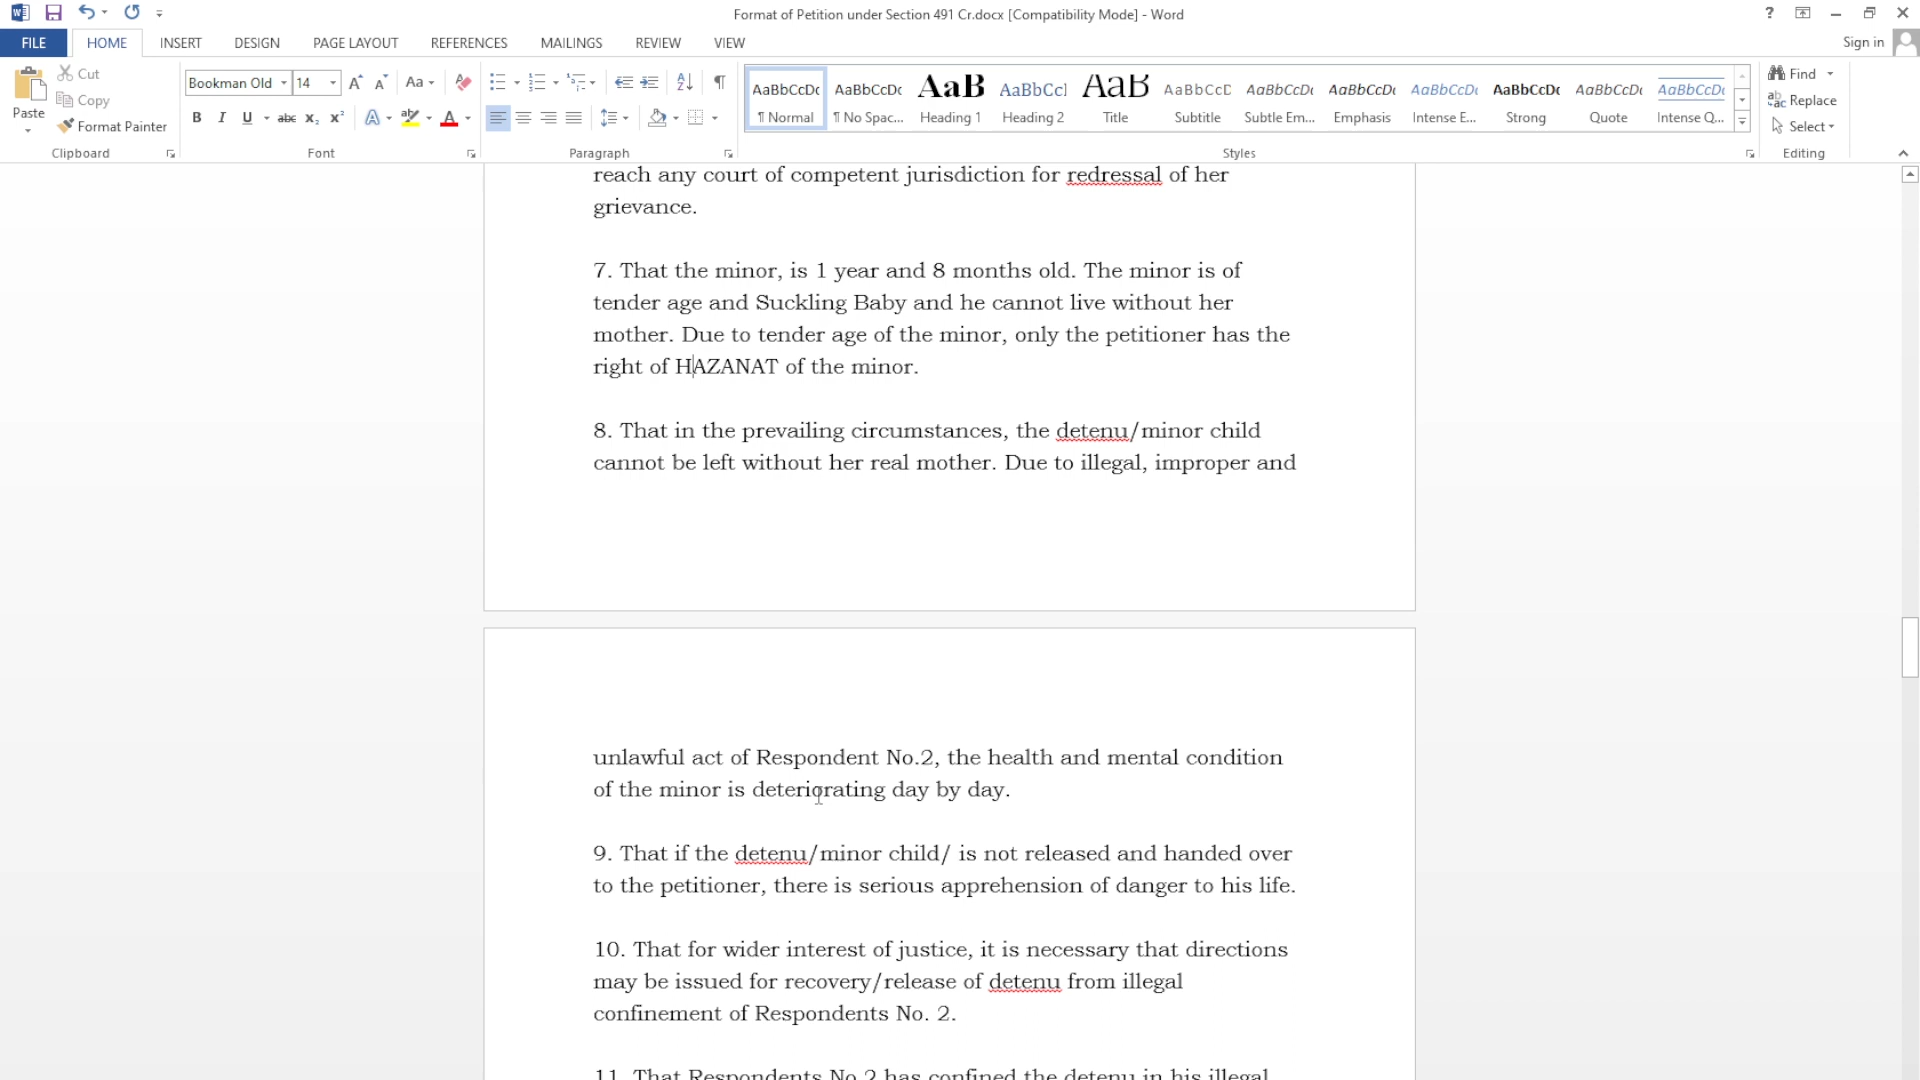 Format of Petition under Section 491 Cr.docx [Compatibility Mode] - Word
?
FILE HOME INSERT DESIGN PAGE LAYOUT REFERENCES MAILINGS REVIEW VIEW
Sign in
Paste
Cut
Copy
Format Painter
Clipboard
Bookman Old 14
Aa
B I U abc x₂ x²
Font
Paragraph
AaBbCcDc AaBbCcDc AaB AaBbCcI AaB AaBbCcD AaBbCcDc AaBbCcDc AaBbCcDc AaBbCcDc AaBbCcDc AaBbCcDc
¶ Normal ¶ No Spac... Heading 1 Heading 2 Title Subtitle Subtle Em... Emphasis Intense E... Strong Quote Intense Q...
Styles
Find
Replace
Select
Editing
reach any court of competent jurisdiction for redressal of her
grievance.
7. That the minor, is 1 year and 8 months old. The minor is of
tender age and Suckling Baby and he cannot live without her
mother. Due to tender age of the minor, only the petitioner has the
right of HAZANAT of the minor.
8. That in the prevailing circumstances, the detenu/minor child
cannot be left without her real mother. Due to illegal, improper and
unlawful act of Respondent No.2, the health and mental condition
of the minor is deteriorating day by day.
9. That if the detenu/minor child/ is not released and handed over
to the petitioner, there is serious apprehension of danger to his life.
10. That for wider interest of justice, it is necessary that directions
may be issued for recovery/release of detenu from illegal
confinement of Respondents No. 2.
11. That Respondents No.2 has confined the detenu in his illegal